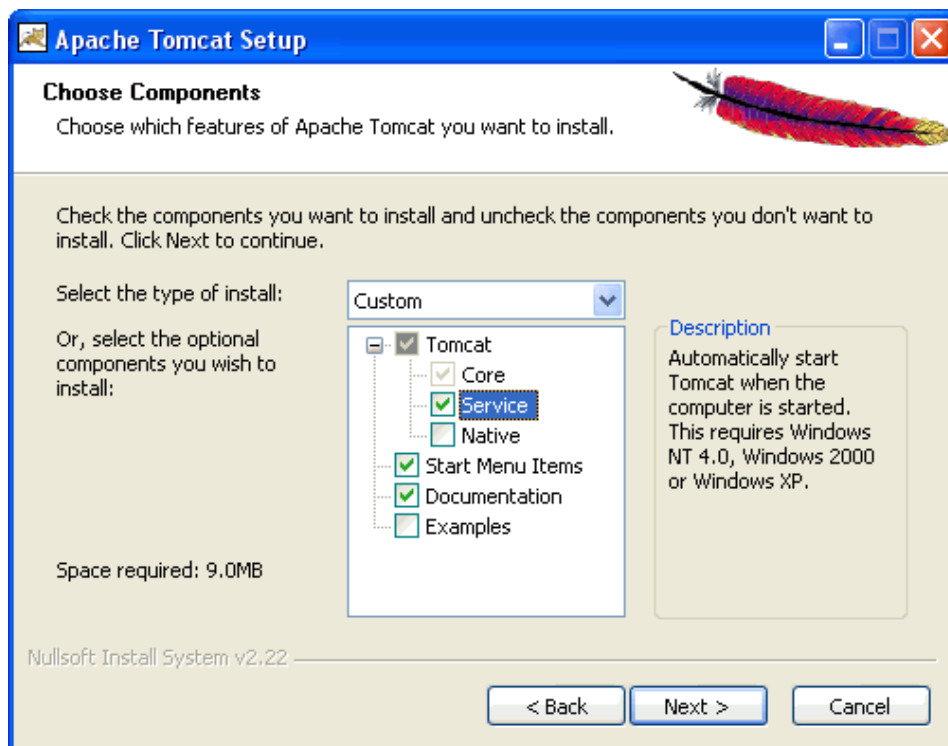 Apache Tomcat Setup
Choose Components
Choose which features of Apache Tomcat you want to install.
Check the components you want to install and uncheck the components you don't want to
install. Click Next to continue.
Select the type of install:
Custom
Or, select the optional
components you wish to
install:
Tomcat
Core
Service
Native
Start Menu Items
Documentation
Examples
Description
Automatically start
Tomcat when the
computer is started.
This requires Windows
NT 4.0, Windows 2000
or Windows XP.
Space required: 9.0MB
Nullsoft Install System v2.22
< Back
Next >
Cancel